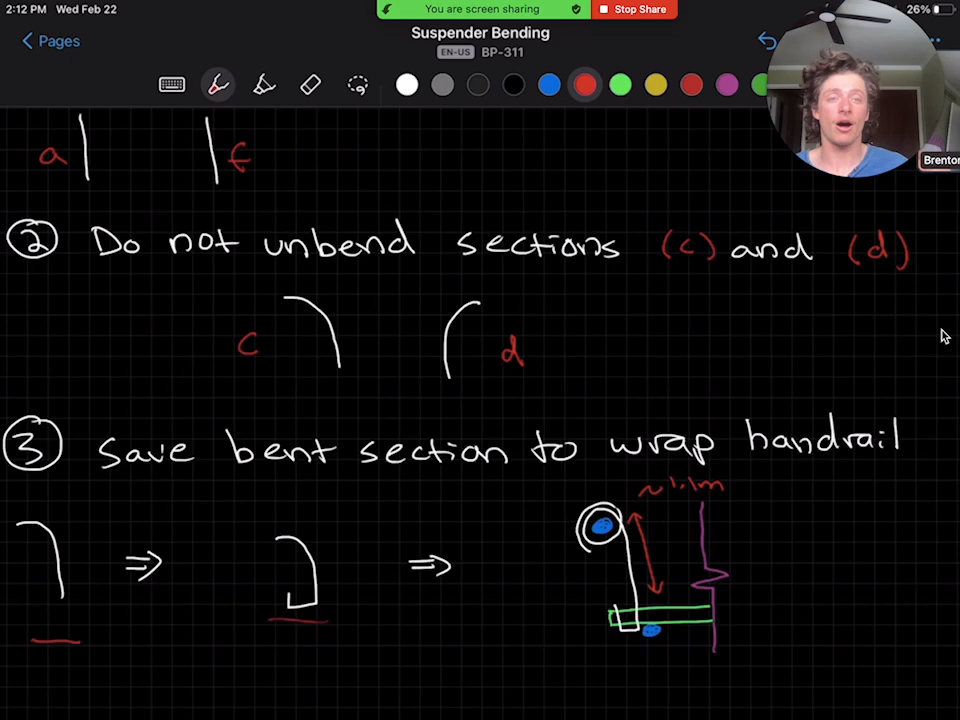 2:12 PM Wed Feb 22
You are screen sharing
Stop Share
26%
Pages
Suspender Bending
EN-US BP-311
Brenton
a
f
② Do not unbend sections (c) and (d)
c
d
③ Save bent section to wrap handrail
~1.1m
⇒ ⇒